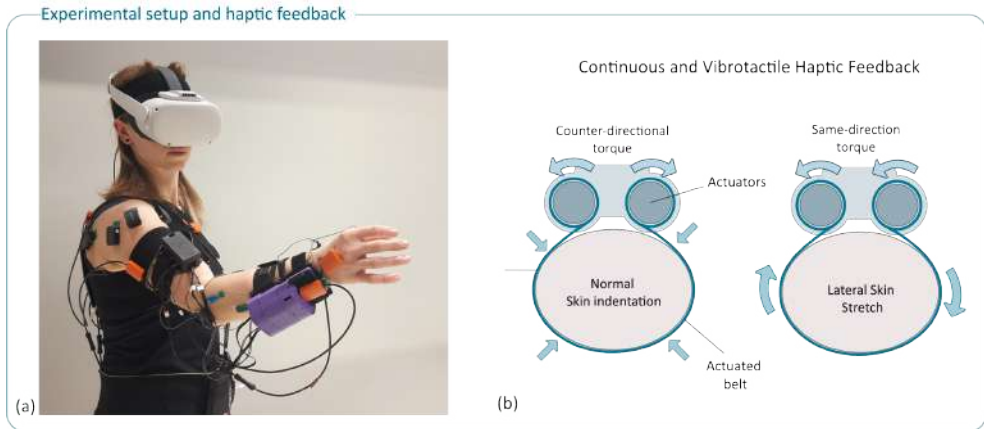 Experimental setup and haptic feedback
Continuous and Vibrotactile Haptic Feedback
Counter-directional
torque
Same-direction
torque
Actuators
Normal
Skin indentation
Lateral Skin
Stretch
Actuated
belt
(a)
(b)